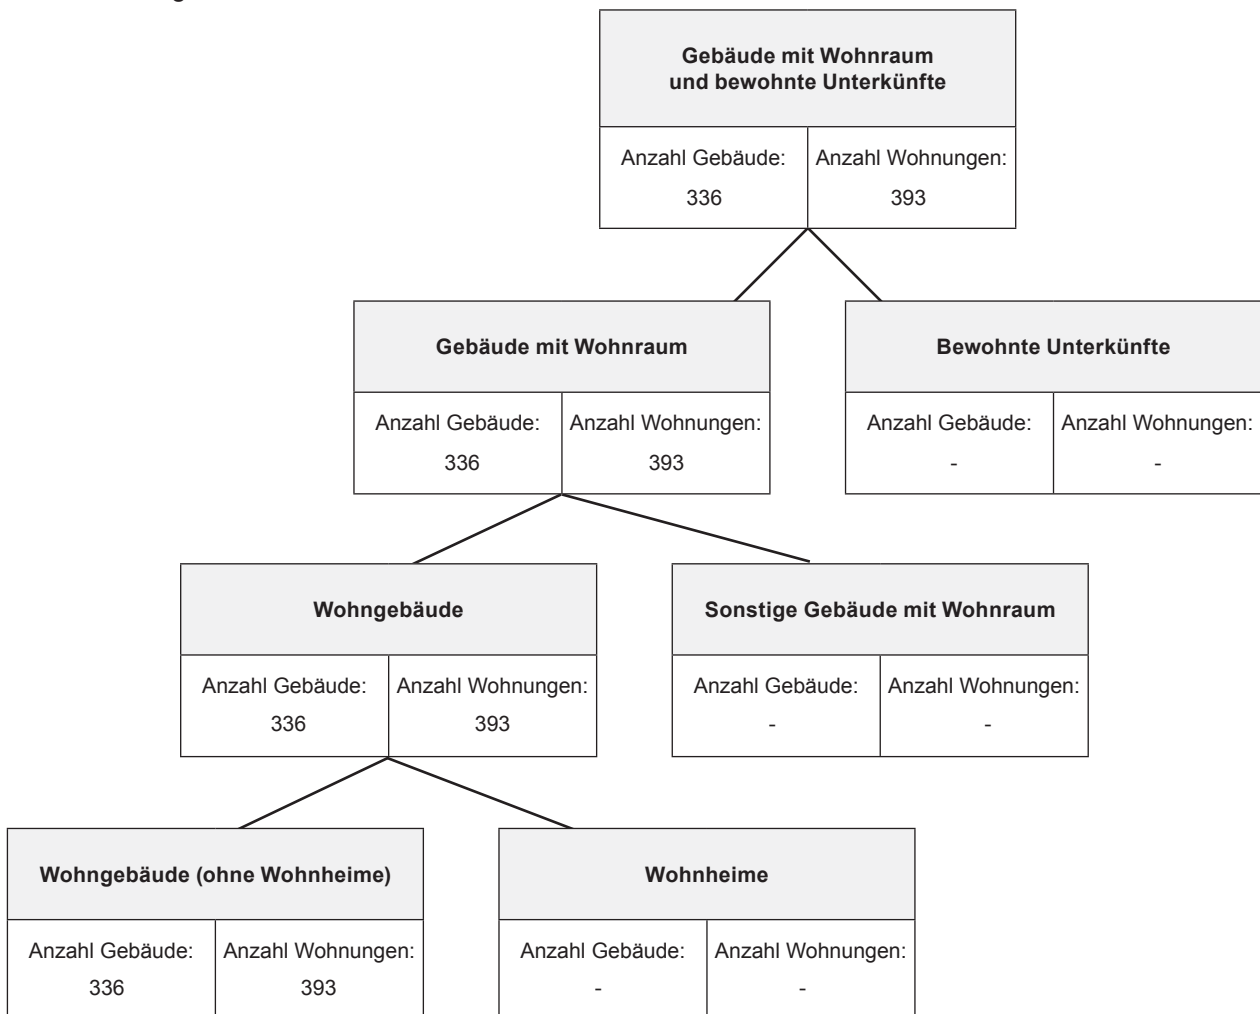 Gebäude mit Wohnraum
und bewohnte Unterkünfte
Anzahl Gebäude: Anzahl Wohnungen:
336 393
Gebäude mit Wohnraum
Anzahl Gebäude: Anzahl Wohnungen:
336 393
Bewohnte Unterkünfte
Anzahl Gebäude: Anzahl Wohnungen:
- -
Wohngebäude
Anzahl Gebäude: Anzahl Wohnungen:
336 393
Sonstige Gebäude mit Wohnraum
Anzahl Gebäude: Anzahl Wohnungen:
- -
Wohngebäude (ohne Wohnheime)
Anzahl Gebäude: Anzahl Wohnungen:
336 393
Wohnheime
Anzahl Gebäude: Anzahl Wohnungen:
- -